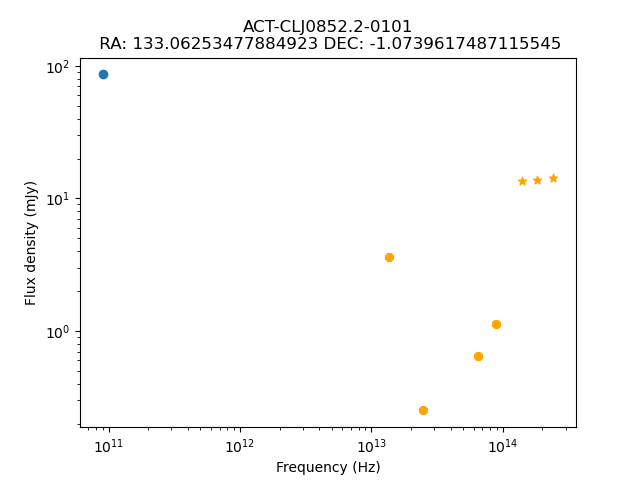 ACT-CLJ0852.2-0101
RA: 133.06253477884923 DEC: -1.0739617487115545
Flux density (mJy)
10²
10¹
10⁰
10¹¹
10¹²
10¹³
10¹⁴
Frequency (Hz)